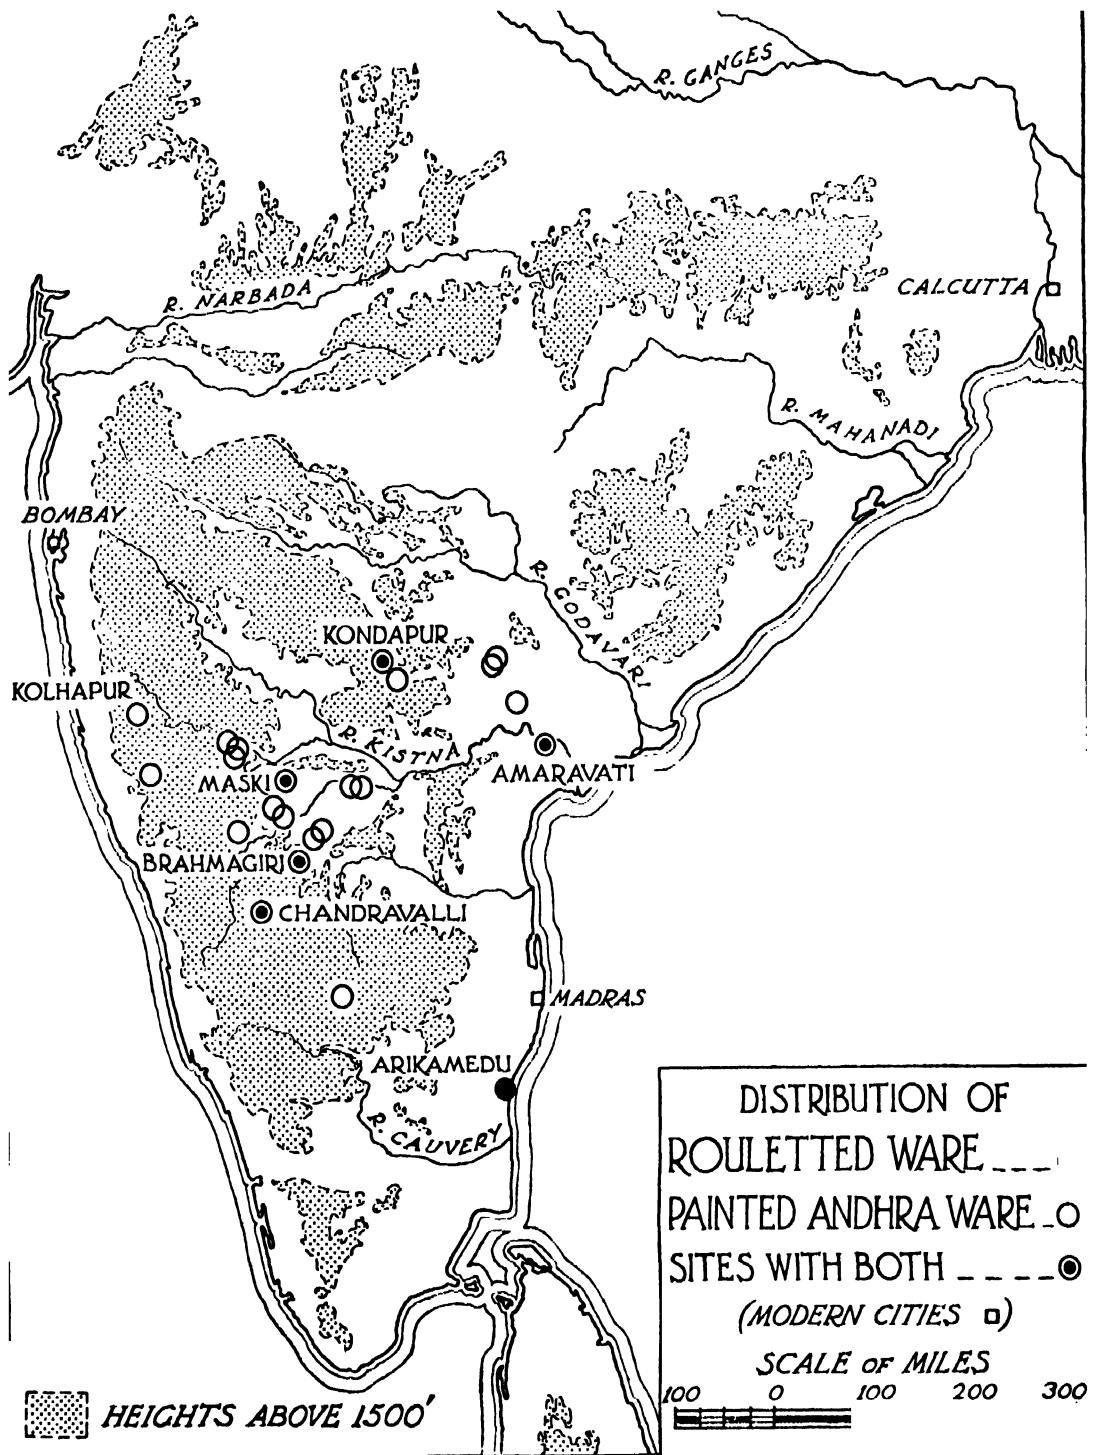 R. GANGES
R. NARBADA
CALCUTTA
R. MAHANADI
BOMBAY
R. GODAVARI
KONDAPUR
KOLHAPUR
R. KISTNA
AMARAVATI
MASKI
BRAHMAGIRI
CHANDRAVALLI
MADRAS
ARIKAMEDU
R. CAUVERY
DISTRIBUTION OF
ROULETTED WARE
PAINTED ANDHRA WARE
SITES WITH BOTH
(MODERN CITIES )
SCALE OF MILES
100 0 100 200 300
HEIGHTS ABOVE 1500'